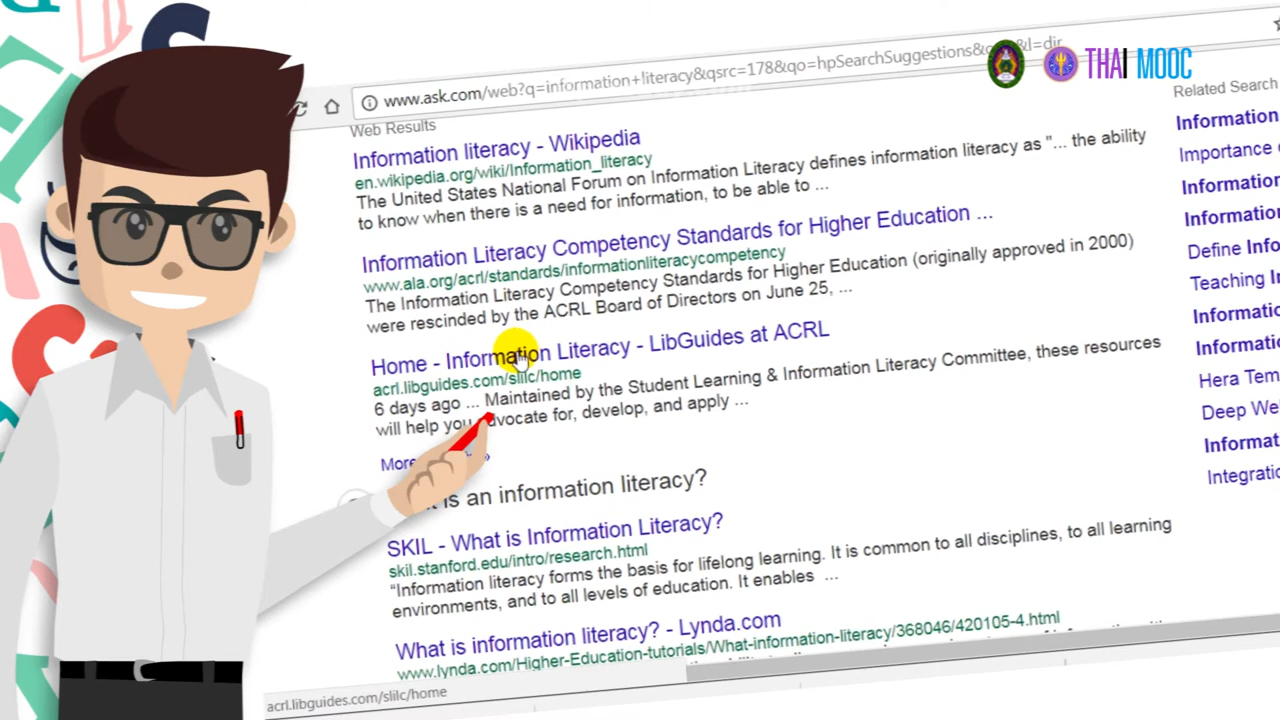 THAI MOOC
www.ask.com/web?q=information+literacy&qsrc=178&qo=hpSearchSuggestions&
l=dir
Web Results
Information literacy - Wikipedia
en.wikipedia.org/wiki/Information_literacy
The United States National Forum on Information Literacy defines information literacy as "... the ability
to know when there is a need for information, to be able to ...
Information Literacy Competency Standards for Higher Education ...
www.ala.org/acrl/standards/informationliteracycompetency
The Information Literacy Competency Standards for Higher Education (originally approved in 2000)
were rescinded by the ACRL Board of Directors on June 25, ...
Home - Information Literacy - LibGuides at ACRL
acrl.libguides.com/slilc/home
6 days ago ... Maintained by the Student Learning & Information Literacy Committee, these resources
will help you advocate for, develop, and apply ...
More
is an information literacy?
SKIL - What is Information Literacy?
skil.stanford.edu/intro/research.html
“Information literacy forms the basis for lifelong learning. It is common to all disciplines, to all learning
environments, and to all levels of education. It enables ...
What is information literacy? - Lynda.com
www.lynda.com/Higher-Education-tutorials/What-information-literacy/368046/420105-4.html
acrl.libguides.com/slilc/home
Related Search
Information
Importance
Information
Information
Define Info
Teaching
Information
Information
Hera Tem
Deep We
Information
Integratio